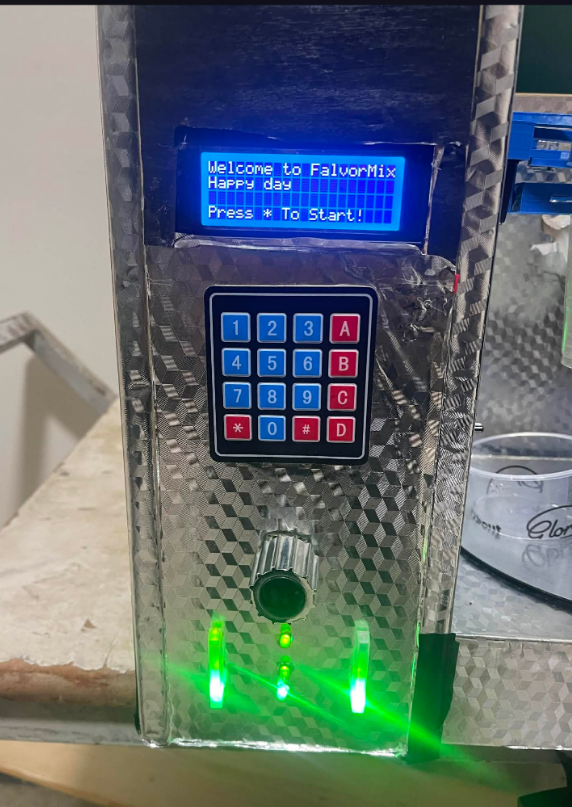 Welcome to FalvorMix
Happy day
Press * To Start!
1 2 3 A
4 5 6 B
7 8 9 C
* 0 # D